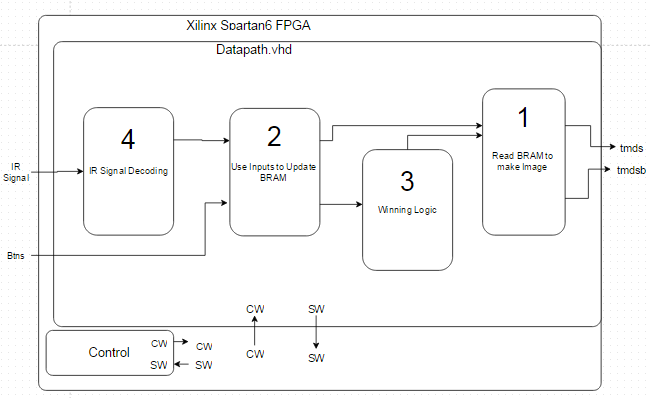 Xilinx Spartan6 FPGA
Datapath.vhd
1
4
2
tmds
Use Inputs to Update
BRAM
Read BRAM to
make Image
IR
Signal
IR Signal Decoding
tmdsb
3
Winning Logic
Btns
CW
SW
Control
CW
CW
CW
SW
SW
SW